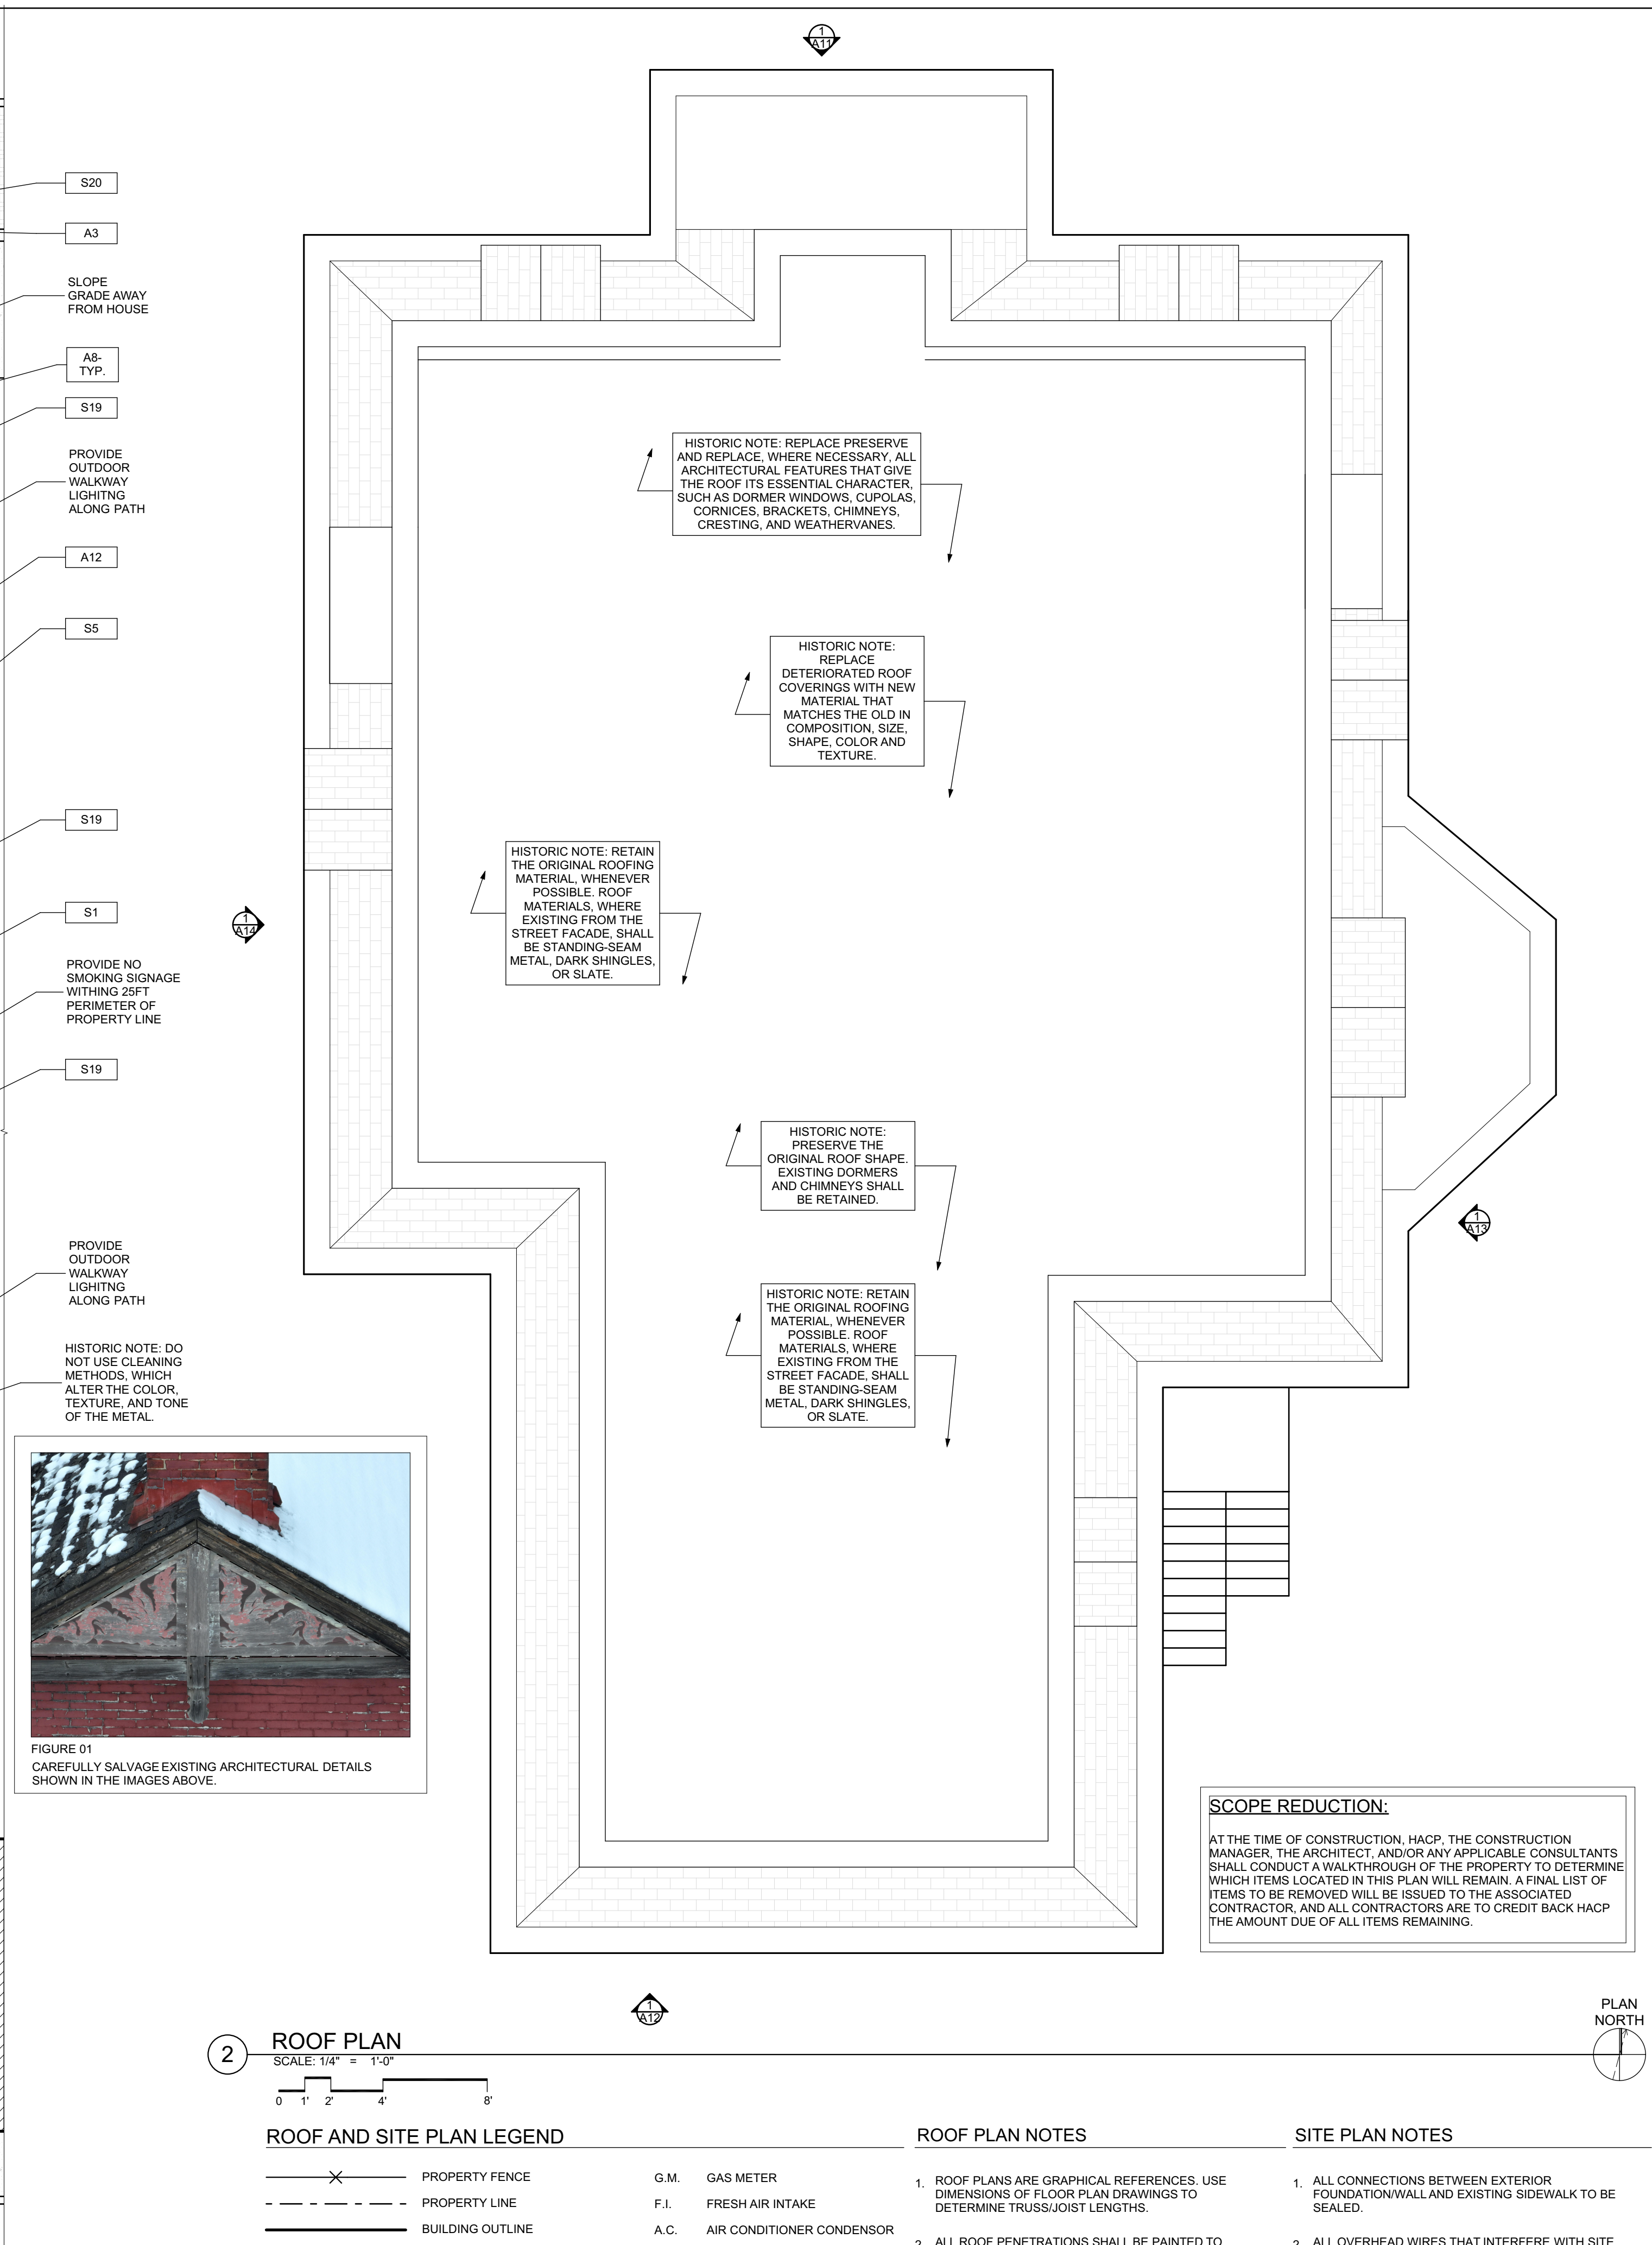 1
A11
S20
A3
SLOPE
GRADE AWAY
FROM HOUSE
A8-
TYP.
S19
PROVIDE
OUTDOOR
WALKWAY
LIGHITNG
ALONG PATH
A12
S5
S19
S1
PROVIDE NO
SMOKING SIGNAGE
WITHING 25FT
PERIMETER OF
PROPERTY LINE
S19
PROVIDE
OUTDOOR
WALKWAY
LIGHITNG
ALONG PATH
HISTORIC NOTE: DO
NOT USE CLEANING
METHODS, WHICH
ALTER THE COLOR,
TEXTURE, AND TONE
OF THE METAL.
FIGURE 01
CAREFULLY SALVAGE EXISTING ARCHITECTURAL DETAILS
SHOWN IN THE IMAGES ABOVE.
HISTORIC NOTE: REPLACE PRESERVE
AND REPLACE, WHERE NECESSARY, ALL
ARCHITECTURAL FEATURES THAT GIVE
THE ROOF ITS ESSENTIAL CHARACTER,
SUCH AS DORMER WINDOWS, CUPOLAS,
CORNICES, BRACKETS, CHIMNEYS,
CRESTING, AND WEATHERVANES.
HISTORIC NOTE:
REPLACE
DETERIORATED ROOF
COVERINGS WITH NEW
MATERIAL THAT
MATCHES THE OLD IN
COMPOSITION, SIZE,
SHAPE, COLOR AND
TEXTURE.
HISTORIC NOTE: RETAIN
THE ORIGINAL ROOFING
MATERIAL, WHENEVER
POSSIBLE. ROOF
MATERIALS, WHERE
EXISTING FROM THE
STREET FACADE, SHALL
BE STANDING-SEAM
METAL, DARK SHINGLES,
OR SLATE.
1
A14
HISTORIC NOTE:
PRESERVE THE
ORIGINAL ROOF SHAPE.
EXISTING DORMERS
AND CHIMNEYS SHALL
BE RETAINED.
1
A13
HISTORIC NOTE: RETAIN
THE ORIGINAL ROOFING
MATERIAL, WHENEVER
POSSIBLE. ROOF
MATERIALS, WHERE
EXISTING FROM THE
STREET FACADE, SHALL
BE STANDING-SEAM
METAL, DARK SHINGLES,
OR SLATE.
SCOPE REDUCTION:
AT THE TIME OF CONSTRUCTION, HACP, THE CONSTRUCTION
MANAGER, THE ARCHITECT, AND/OR ANY APPLICABLE CONSULTANTS
SHALL CONDUCT A WALKTHROUGH OF THE PROPERTY TO DETERMINE
WHICH ITEMS LOCATED IN THIS PLAN WILL REMAIN. A FINAL LIST OF
ITEMS TO BE REMOVED WILL BE ISSUED TO THE ASSOCIATED
CONTRACTOR, AND ALL CONTRACTORS ARE TO CREDIT BACK HACP
THE AMOUNT DUE OF ALL ITEMS REMAINING.
1
A12
PLAN
NORTH
2
ROOF PLAN
SCALE: 1/4" = 1'-0"
0 1' 2' 4' 8'
ROOF AND SITE PLAN LEGEND
PROPERTY FENCE
PROPERTY LINE
BUILDING OUTLINE
G.M. GAS METER
F.I. FRESH AIR INTAKE
A.C. AIR CONDITIONER CONDENSOR
ROOF PLAN NOTES
1. ROOF PLANS ARE GRAPHICAL REFERENCES. USE
DIMENSIONS OF FLOOR PLAN DRAWINGS TO
DETERMINE TRUSS/JOIST LENGTHS.
2. ALL ROOF PENETRATIONS SHALL BE PAINTED TO
SITE PLAN NOTES
1. ALL CONNECTIONS BETWEEN EXTERIOR
FOUNDATION/WALL AND EXISTING SIDEWALK TO BE
SEALED.
2. ALL OVERHEAD WIRES THAT INTERFERE WITH SITE